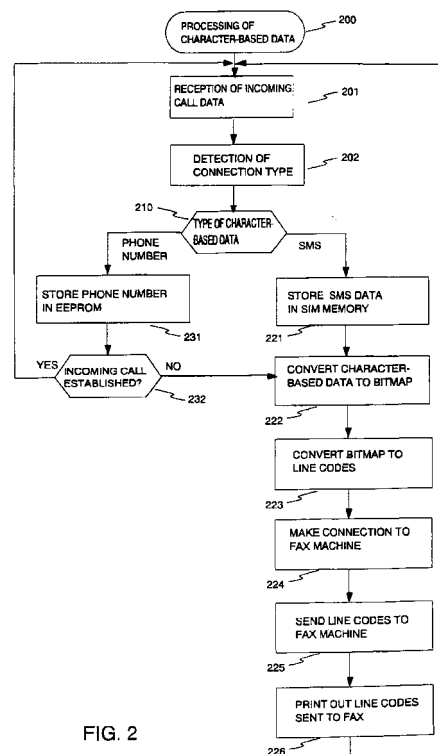 PROCESSING OF
CHARACTER-BASED DATA
200
RECEPTION OF INCOMING
CALL DATA
201
DETECTION OF
CONNECTION TYPE
202
210
TYPE OF CHARACTER-
BASED DATA
PHONE
NUMBER
SMS
STORE PHONE NUMBER
IN EEPROM
231
STORE SMS DATA
IN SIM MEMORY
221
YES
INCOMING CALL
ESTABLISHED?
NO
232
CONVERT CHARACTER-
BASED DATA TO BITMAP
222
CONVERT BITMAP TO
LINE CODES
223
MAKE CONNECTION TO
FAX MACHINE
224
SEND LINE CODES TO
FAX MACHINE
225
PRINT OUT LINE CODES
SENT TO FAX
226
FIG. 2